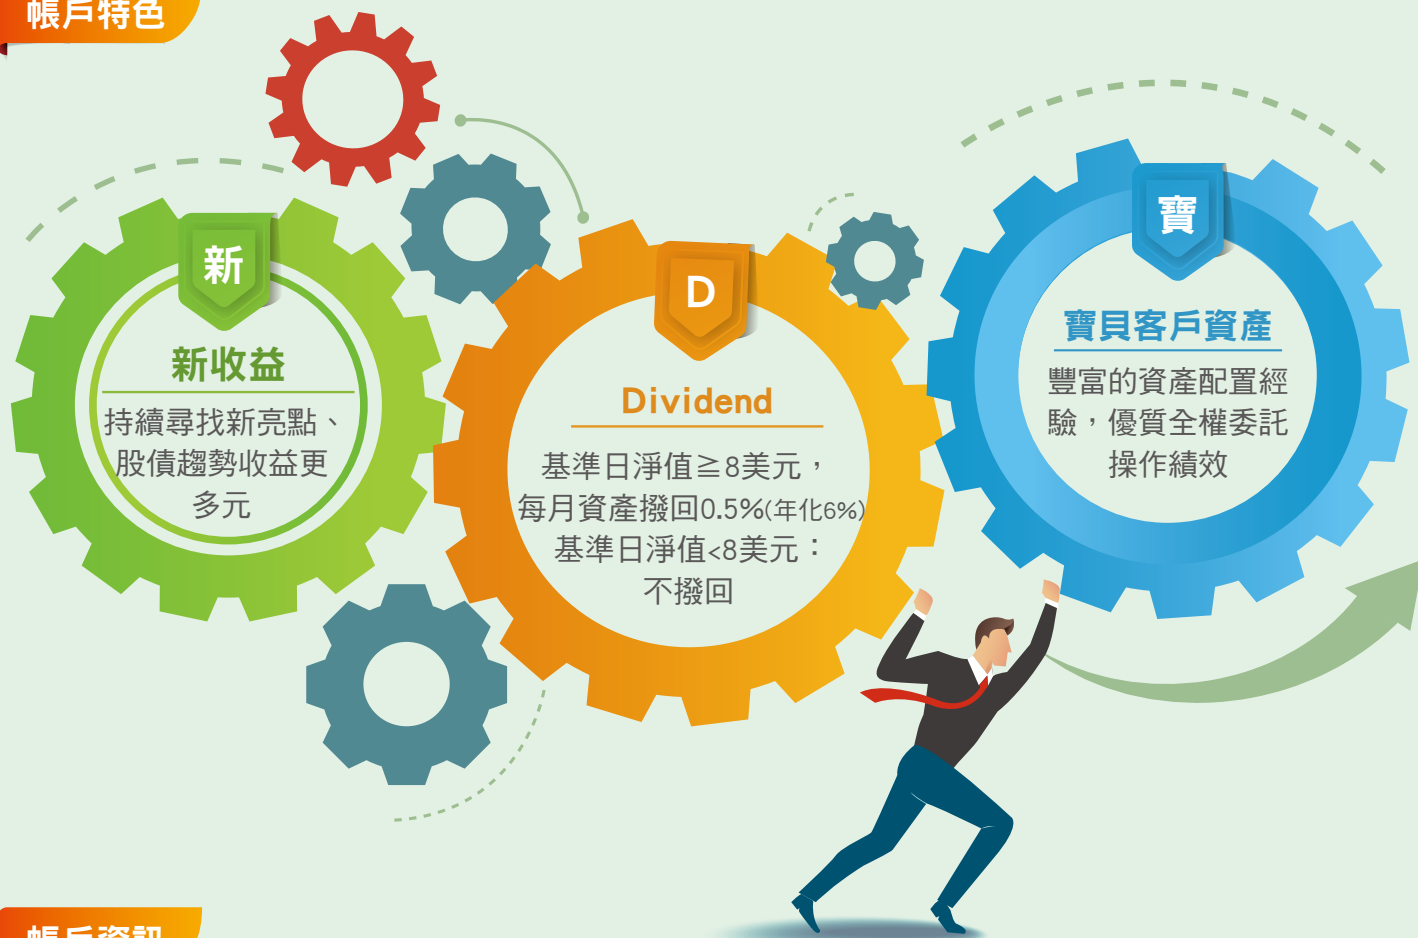 帳戶特色
新
新收益
持續尋找新亮點、
股債趨勢收益更
多元
D
Dividend
基準日淨值≧8美元，
每月資產撥回0.5%(年化6%)
基準日淨值<8美元：
不撥回
寶
寶貝客戶資產
豐富的資產配置經
驗，優質全權委託
操作績效
帳戶資訊